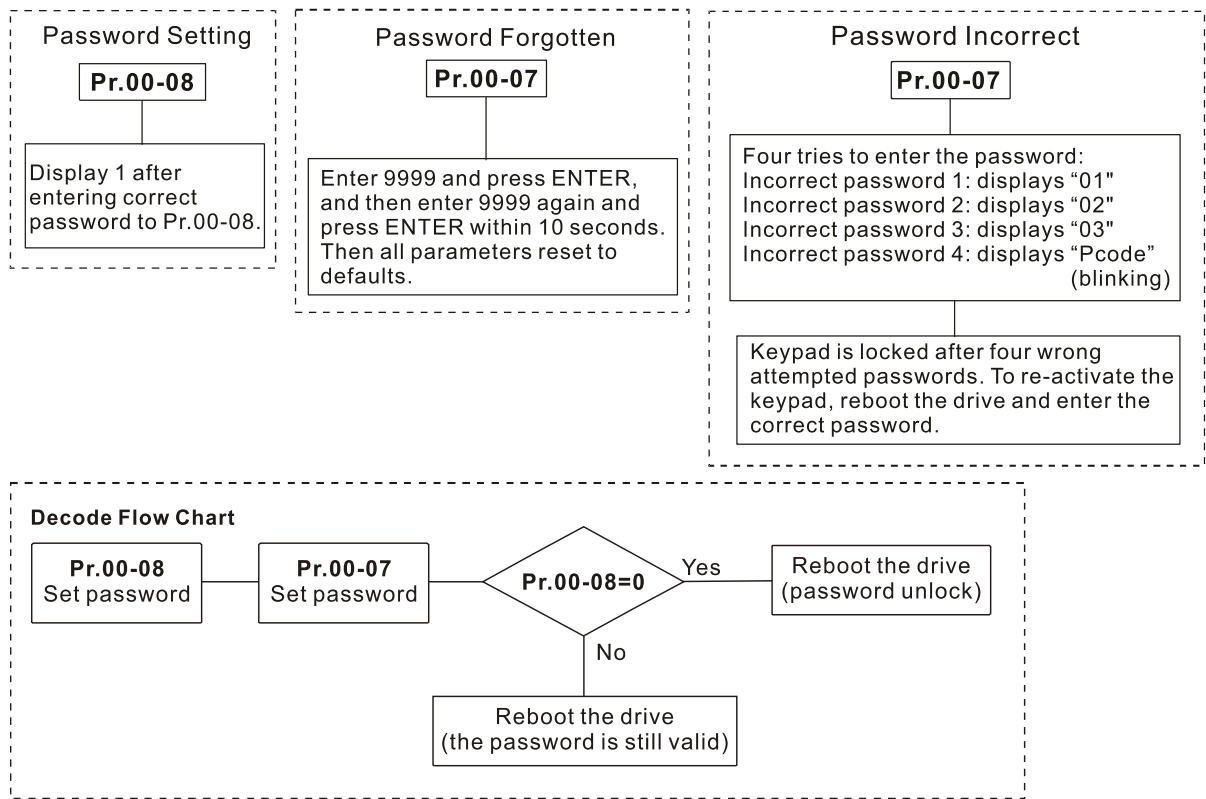 Password Setting
Pr.00-08
Display 1 after
entering correct
password to Pr.00-08.
Password Forgotten
Pr.00-07
Enter 9999 and press ENTER,
and then enter 9999 again and
press ENTER within 10 seconds.
Then all parameters reset to
defaults.
Password Incorrect
Pr.00-07
Four tries to enter the password:
Incorrect password 1: displays “01"
Incorrect password 2: displays “02"
Incorrect password 3: displays “03"
Incorrect password 4: displays “Pcode”
(blinking)
Keypad is locked after four wrong
attempted passwords. To re-activate the
keypad, reboot the drive and enter the
correct password.
Decode Flow Chart
Pr.00-08
Set password
Pr.00-07
Set password
Pr.00-08=0
Yes
Reboot the drive
(password unlock)
No
Reboot the drive
(the password is still valid)